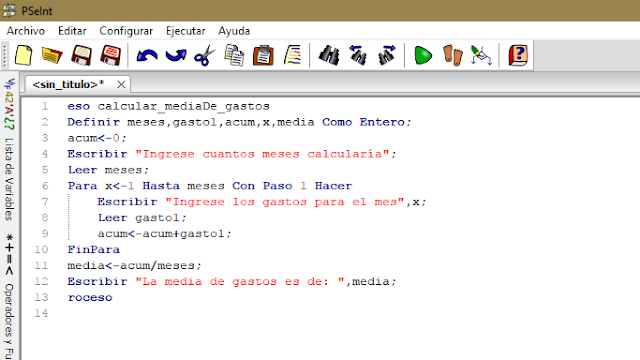 PSeInt
Archivo Editar Configurar Ejecutar Ayuda
<sin_titulo>*
1 eso calcular_mediaDe_gastos
2 Definir meses,gastol,acum,x,media Como Entero;
3 acum<-0;
4 Escribir "Ingrese cuantos meses calcularía";
5 Leer meses;
6 Para x<-1 Hasta meses Con Paso 1 Hacer
7 Escribir "Ingrese los gastos para el mes",x;
8 Leer gastol;
9 acum<-acum+gastol;
10 FinPara
11 media<-acum/meses;
12 Escribir "La media de gastos es de: ",media;
13 roceso
14
Lista de Variables
*+=< Operadores y Fu